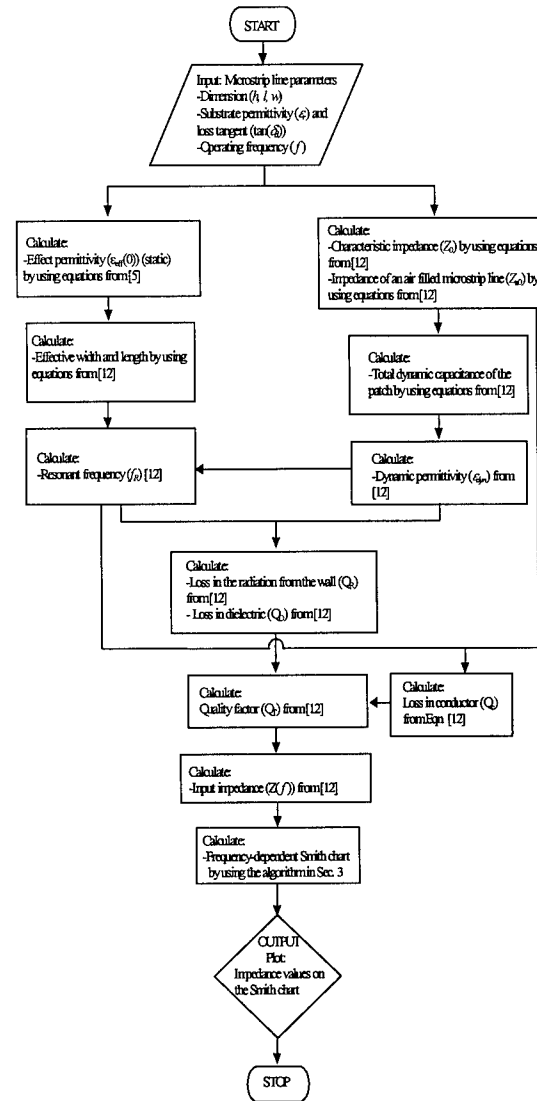 START
Input: Microstrip line parameters
-Dimension (h, l, w)
-Substrate permittivity (εr) and
loss tangent (tan(δ))
-Operating frequency (f)
Calculate:
-Effect permittivity (εeff(0)) (static)
by using equations from [5]
Calculate:
-Characteristic impedance (Z0) by using equations
from [12]
-Impedance of an air filled microstrip line (Za0) by
using equations from [12]
Calculate:
-Effective width and length by using
equations from [12]
Calculate:
-Total dynamic capacitance of the
patch by using equations from [12]
Calculate:
-Resonant frequency (fR) [12]
Calculate:
-Dynamic permittivity (εdyn) from
[12]
Calculate:
-Loss in the radiation from the wall (QR)
from [12]
- Loss in dielectric (QD) from [12]
Calculate:
Quality factor (QT) from [12]
Calculate:
Loss in conductor (Qc)
from Eqn. [12]
Calculate:
-Input impedance (Z(f)) from [12]
Calculate:
-Frequency-dependent Smith chart
by using the algorithm in Sec. 3
OUTPUT
Plot:
Impedance values on
the Smith chart
STOP